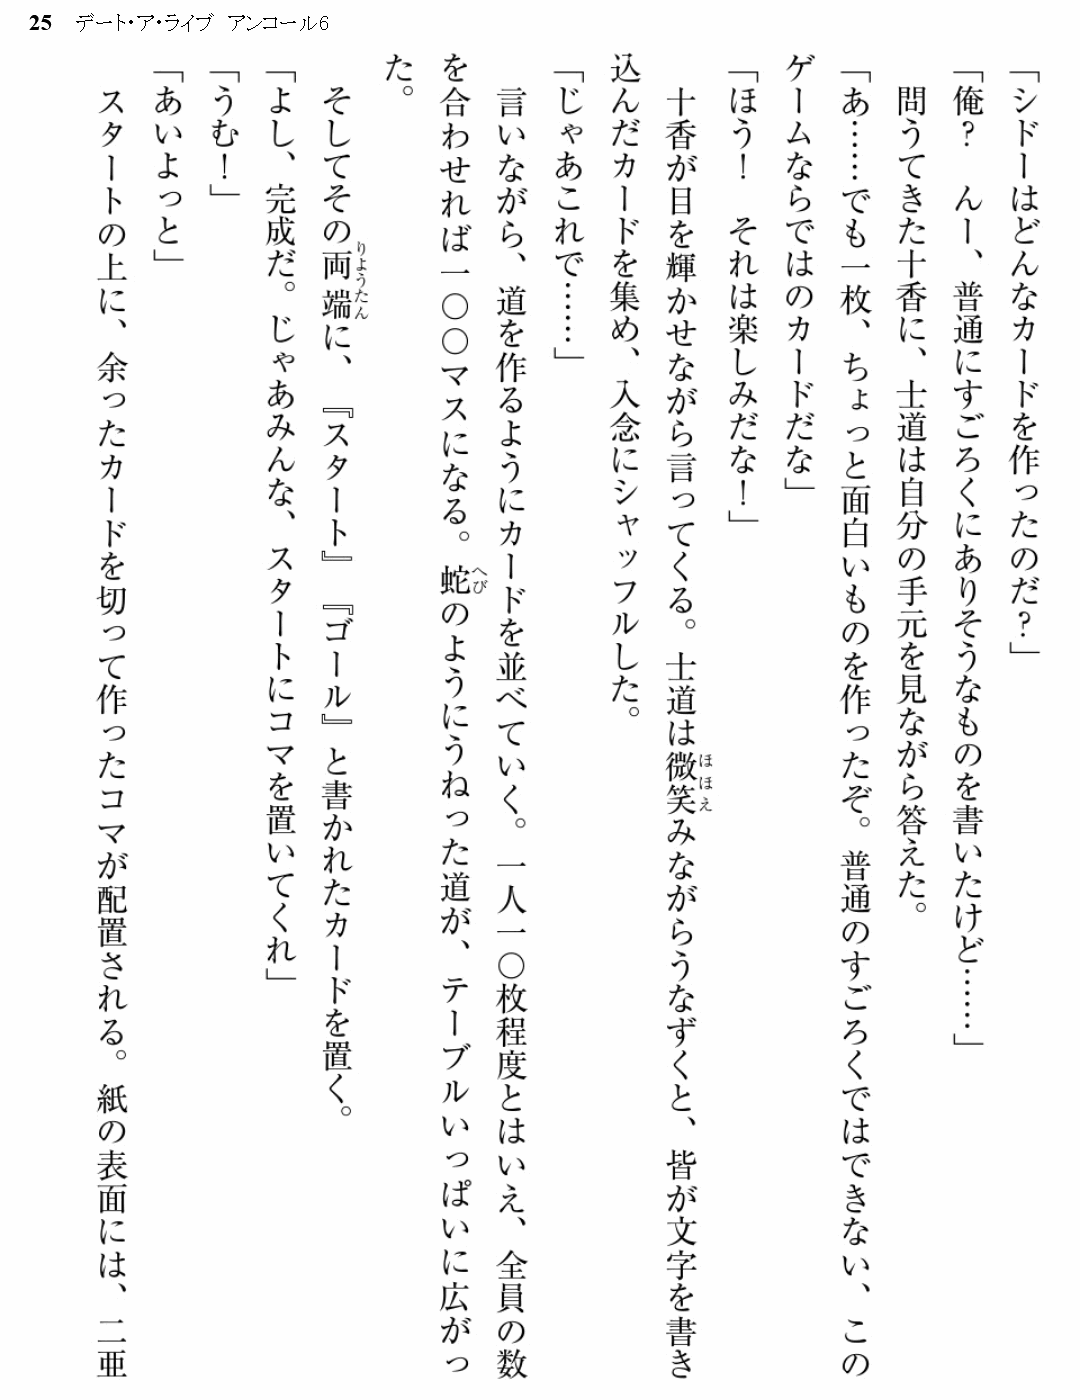 25 デート・ア・ライブ アンコール6
「シドーはどんなカードを作ったのだ?」
「俺? んー、普通にすごろくにありそうなものを書いたけど……」
問うてきた十香に、士道は自分の手元を見ながら答えた。
「あ……でも一枚、ちょっと面白いものを作ったぞ。普通のすごろくではできない、この
ゲームならではのカードだな」
「ほう! それは楽しみだな!」
十香が目を輝かせながら言ってくる。士道は微笑みながらうなずくと、皆が文字を書き
ほほえ
込んだカードを集め、入念にシャッフルした。
「じゃあこれで……」
言いながら、道を作るようにカードを並べていく。一人一〇枚程度とはいえ、全員の数
を合わせれば一〇〇マスになる。蛇のようにうねった道が、テーブルいっぱいに広がっ
へび
た。
そしてその両端に、『スタート』『ゴール』と書かれたカードを置く。
りようたん
「よし、完成だ。じゃあみんな、スタートにコマを置いてくれ」
「うむ!」
「あいよっと」
スタートの上に、余ったカードを切って作ったコマが配置される。紙の表面には、二亜